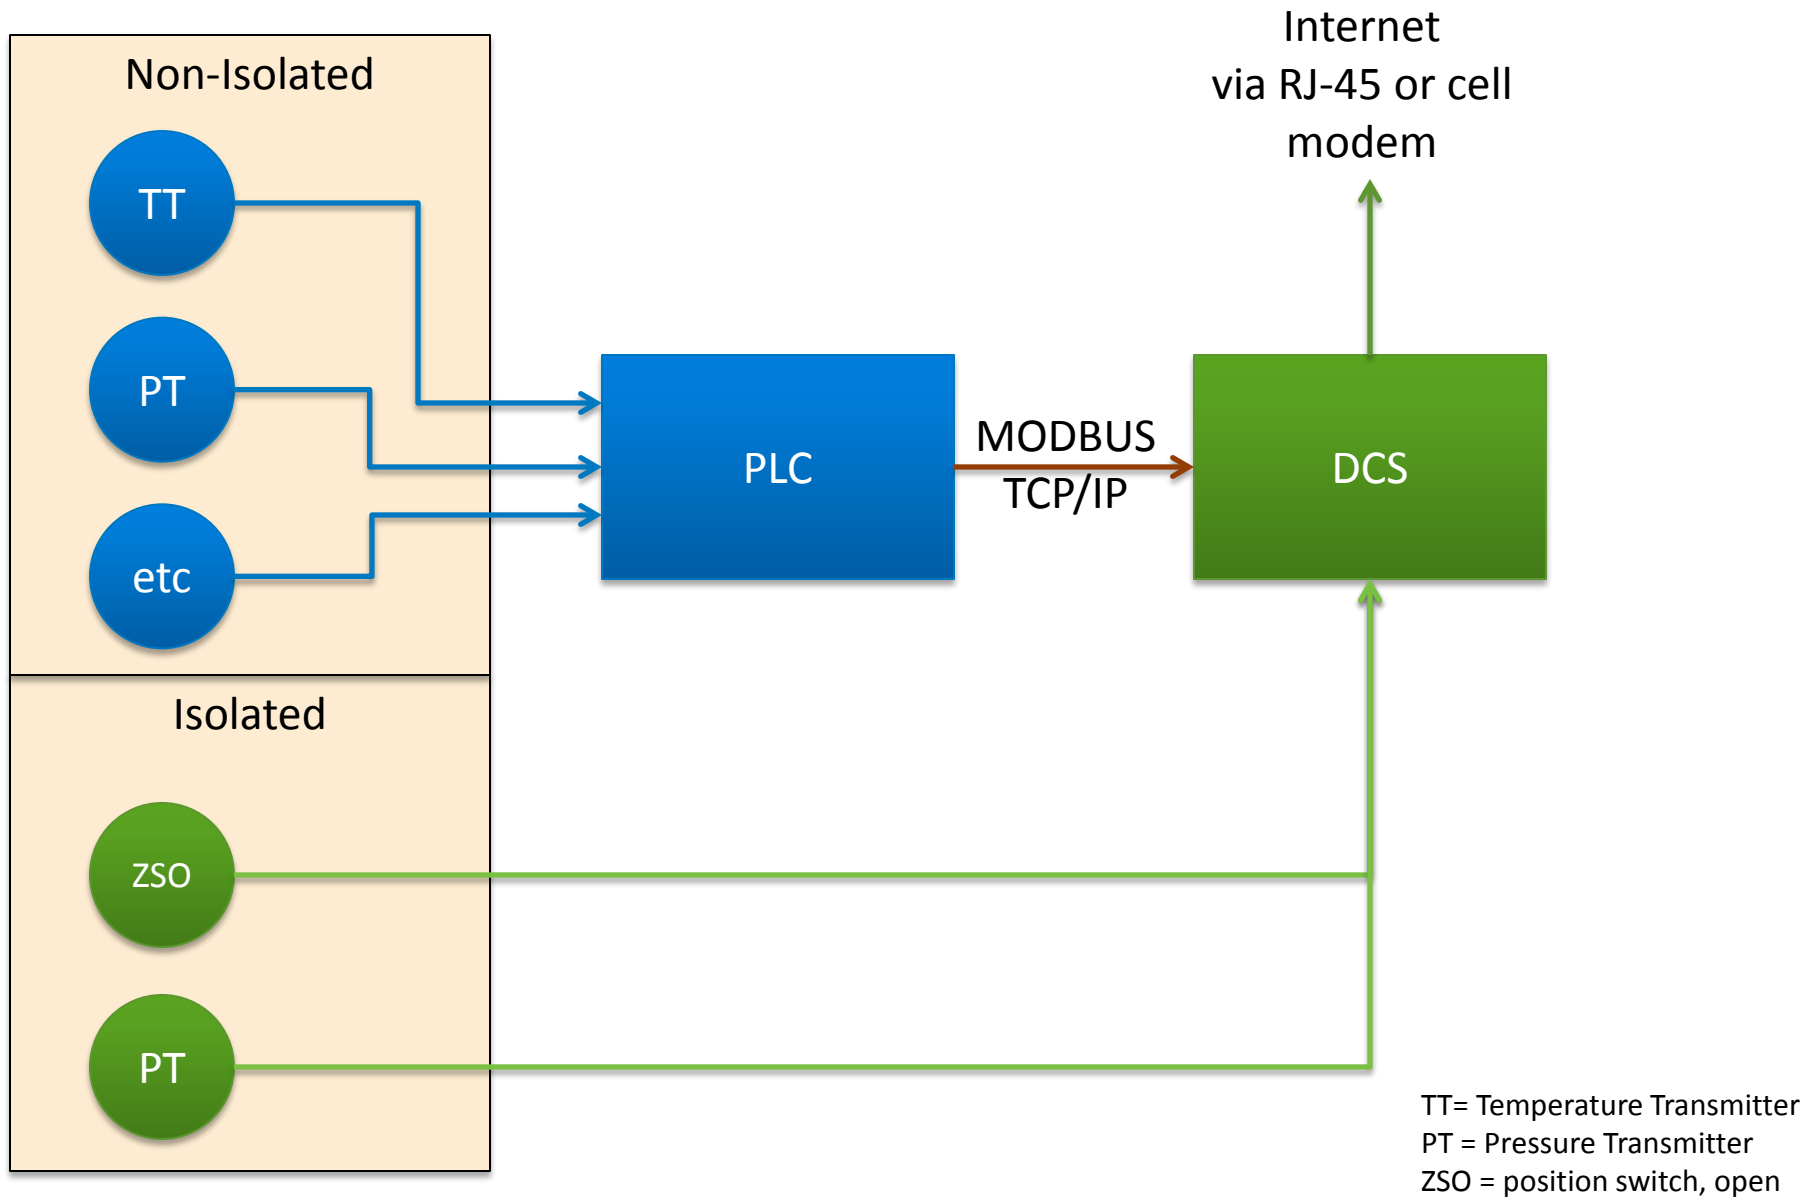 Internet
via RJ-45 or cell
modem
Non-Isolated
TT
PT
etc
PLC
MODBUS
TCP/IP
DCS
Isolated
ZSO
PT
TT= Temperature Transmitter
PT = Pressure Transmitter
ZSO = position switch, open